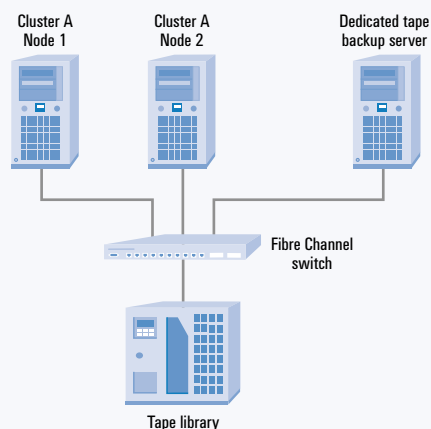 Cluster A
Node 1
Cluster A
Node 2
Dedicated tape
backup server
Fibre Channel
switch
Tape library